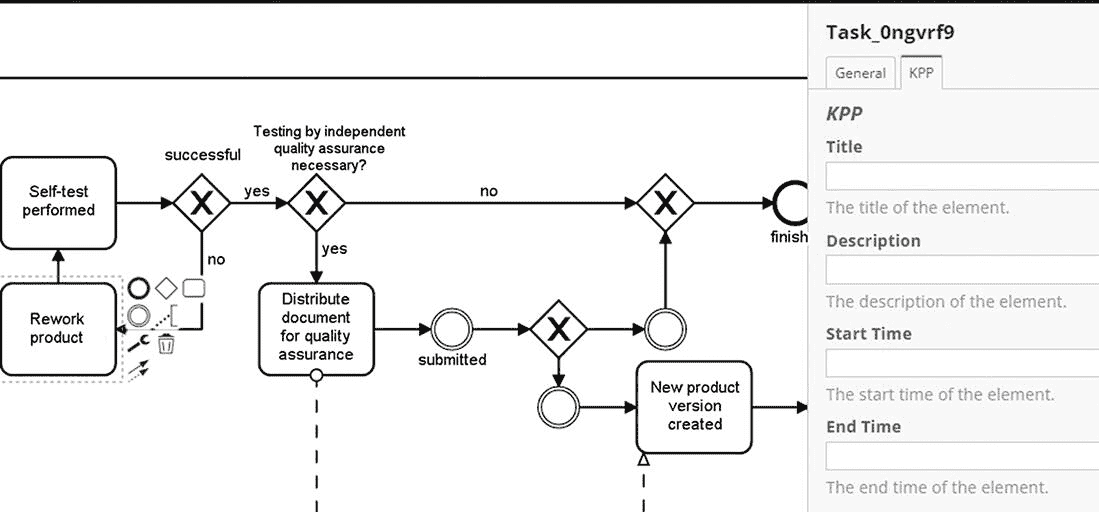 Task_0ngvrf9
General
KPP
KPP
Title
The title of the element.
Description
The description of the element.
Start Time
The start time of the element.
End Time
The end time of the element.
Testing by independent
quality assurance
necessary?
successful
Self-test
performed
yes
no
finish
no
yes
Rework
product
Distribute
document
for quality
assurance
submitted
New product
version
created